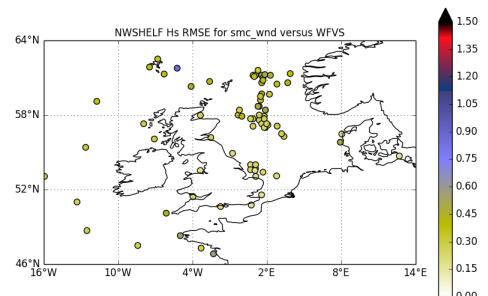 NWSHELF Hs RMSE for smc_wnd versus WFVS
64°N
58°N
52°N
46°N
16°W 10°W 4°W 2°E 8°E 14°E
1.50
1.35
1.20
1.05
0.90
0.75
0.60
0.45
0.30
0.15
0.00